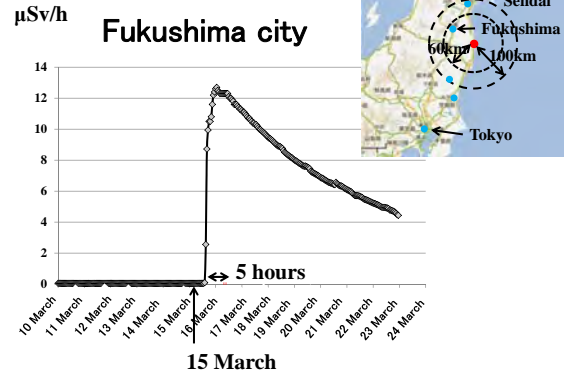 μSv/h
Fukushima city
14
12
10
8
6
4
2
0
10 March
11 March
12 March
13 March
14 March
15 March
16 March
17 March
18 March
19 March
20 March
21 March
22 March
23 March
24 March
5 hours
15 March
Sendai
Fukushima
60km
100km
Tokyo